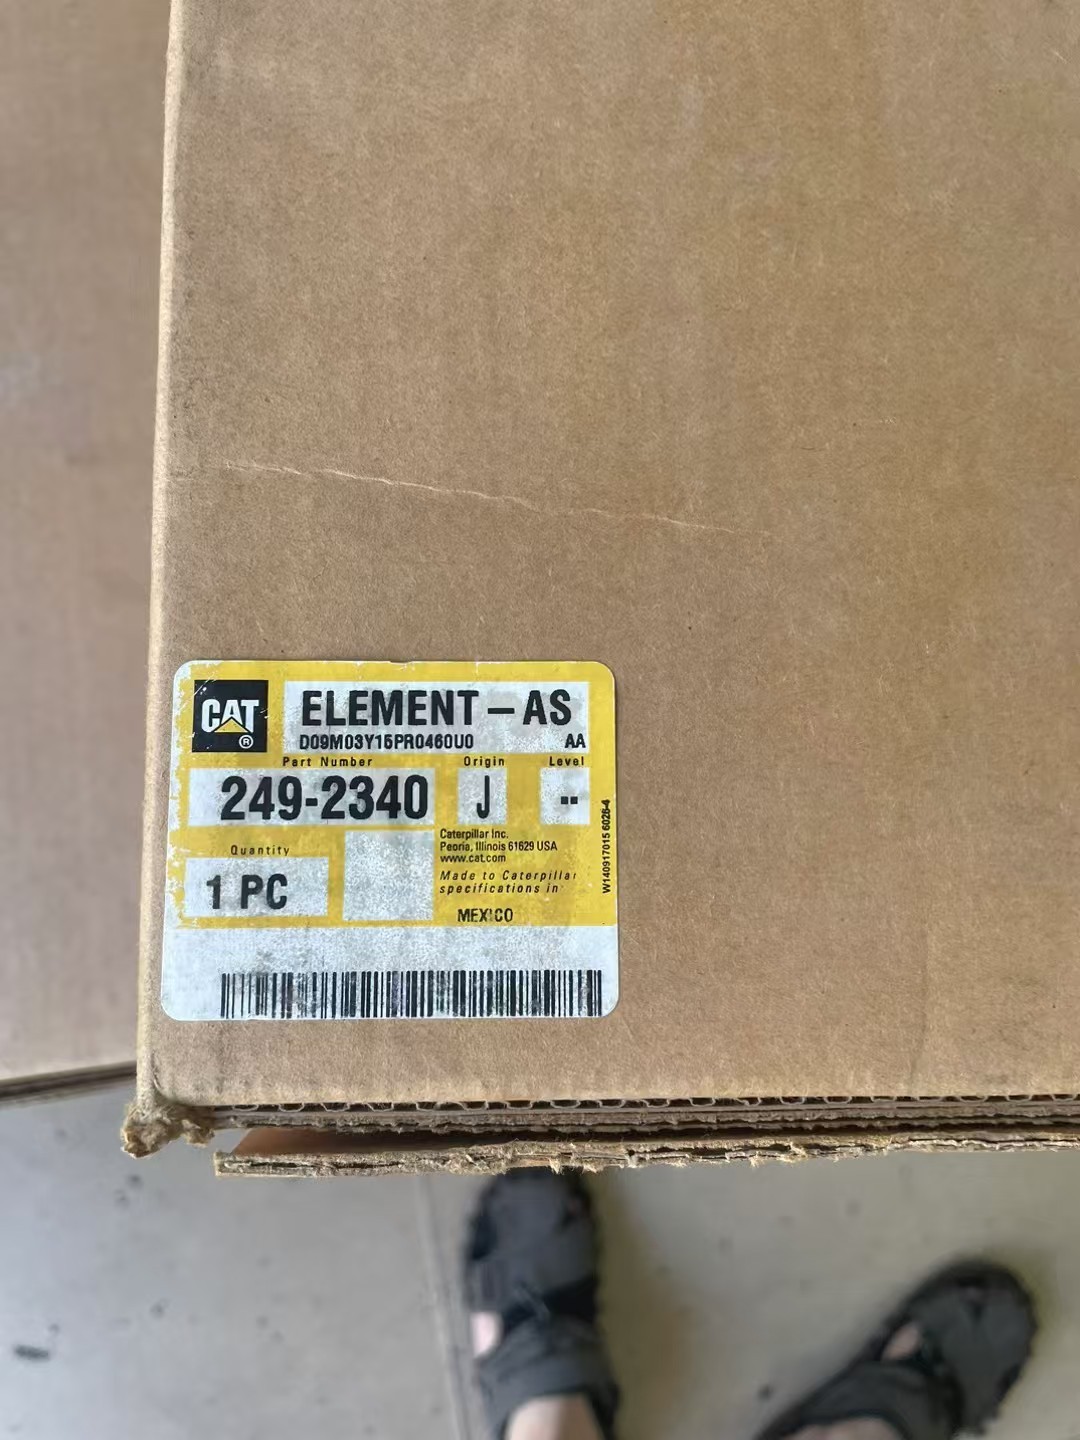 CAT®
ELEMENT-AS
D09M03Y15PR0460U0 AA
Part Number Origin Level
249-2340 J --
Caterpillar Inc.
Peoria, Illinois 61629 USA
www.cat.com
Quantity
1 PC
Made to Caterpillar
specifications in
MEXICO
W140917015 6026-4